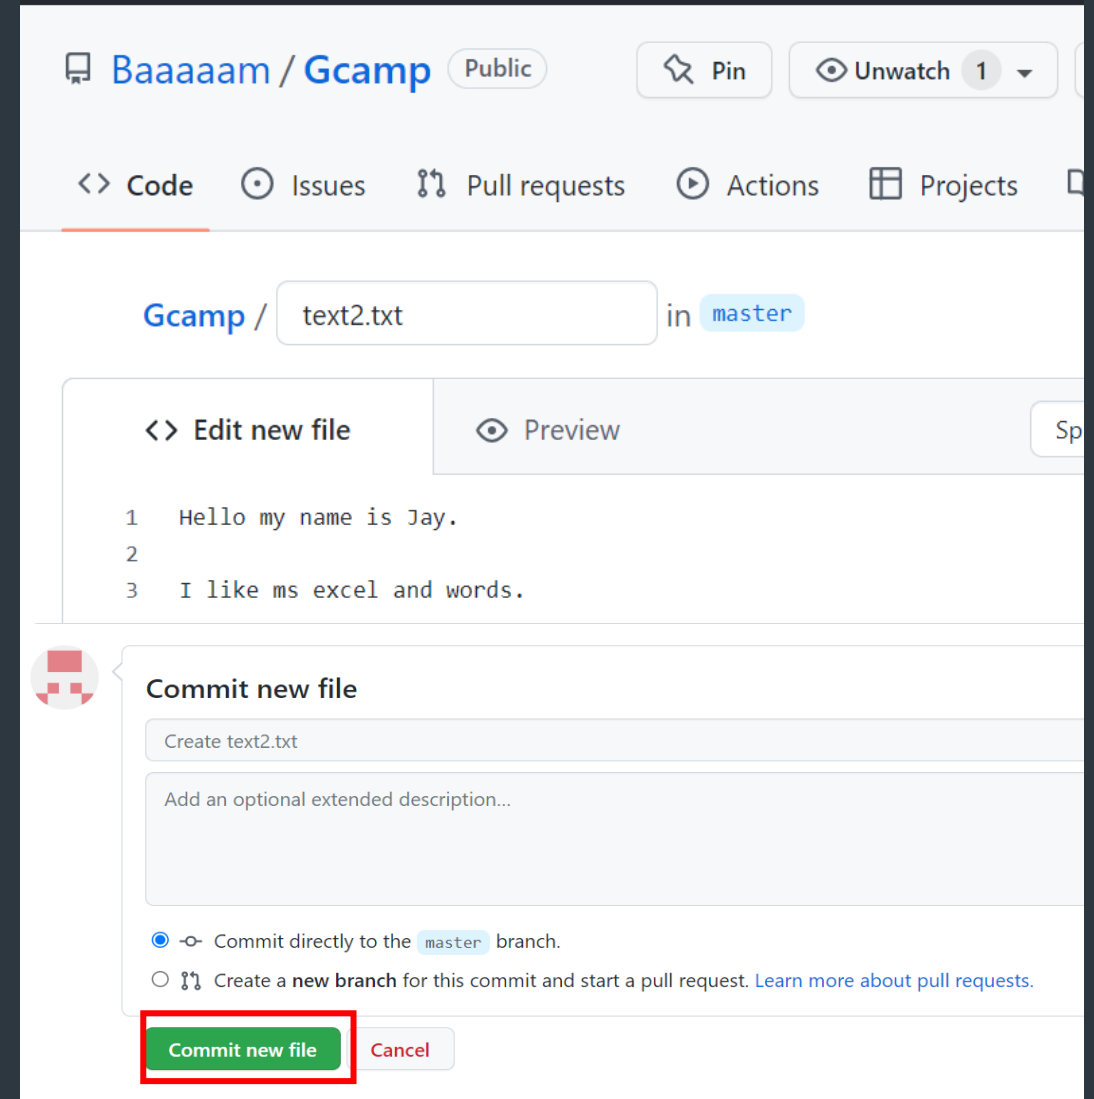 Baaaaam / Gcamp Public Pin Unwatch 1
Code Issues Pull requests Actions Projects
Gcamp / text2.txt in master
Edit new file Preview Sp
1 Hello my name is Jay.
2
3 I like ms excel and words.
Commit new file
Create text2.txt
Add an optional extended description...
Commit directly to the master branch.
Create a new branch for this commit and start a pull request. Learn more about pull requests.
Commit new file Cancel